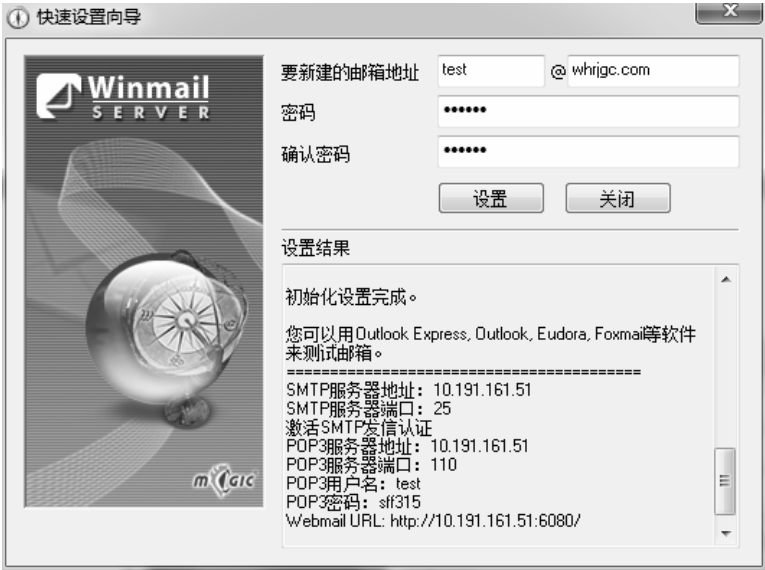 快速设置向导
Winmail
SERVER
要新建的邮箱地址 test @ whrjgc.com
密码 ••••••
确认密码 ••••••
设置 关闭
设置结果
初始化设置完成。
您可以用Outlook Express, Outlook, Eudora, Foxmail等软件
来测试邮箱。
=========================================
SMTP服务器地址：10.191.161.51
SMTP服务器端口：25
激活SMTP发信认证
POP3服务器地址：10.191.161.51
POP3服务器端口：110
POP3用户名：test
POP3密码：sff315
Webmail URL: http://10.191.161.51:6080/
magic